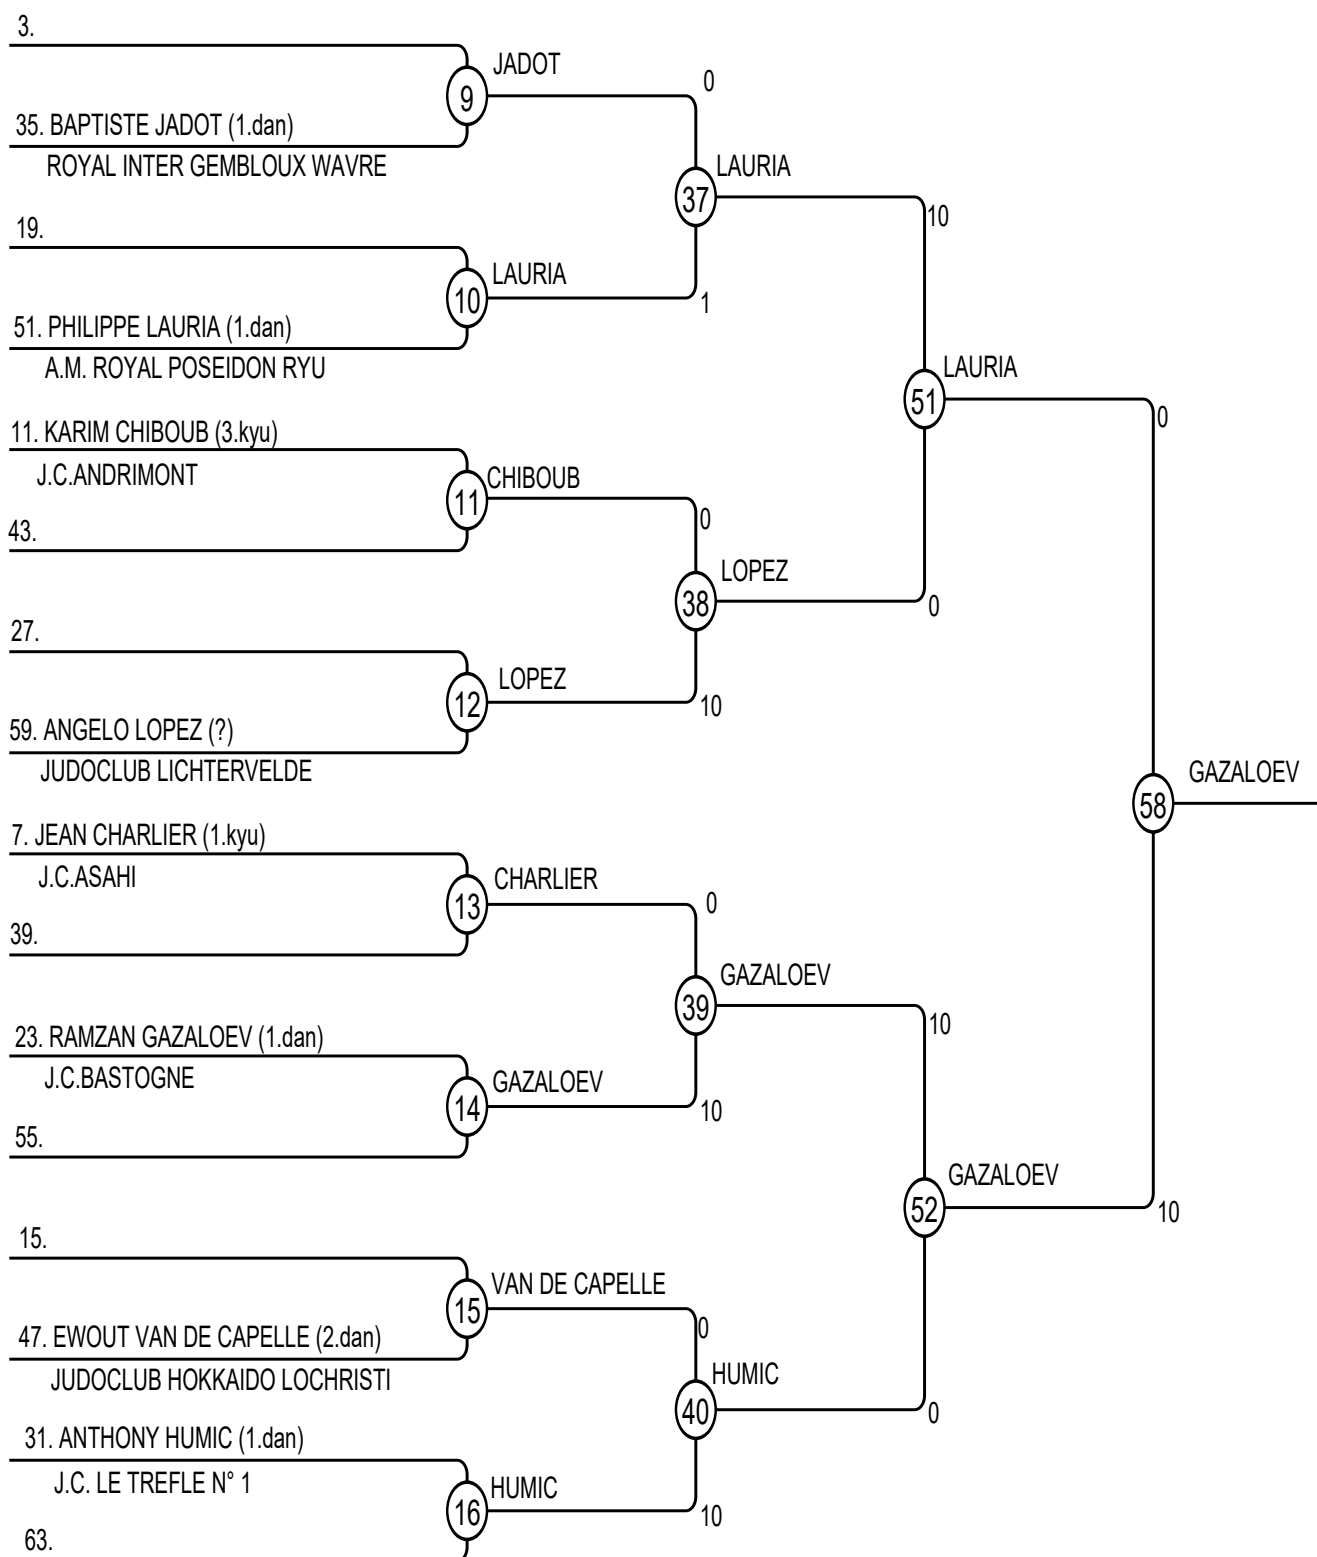 3.
JADOT
0
9
35. BAPTISTE JADOT (1.dan)
ROYAL INTER GEMBLOUX WAVRE
LAURIA
37
10
19.
LAURIA
10
1
51. PHILIPPE LAURIA (1.dan)
A.M. ROYAL POSEIDON RYU
LAURIA
51
0
11. KARIM CHIBOUB (3.kyu)
J.C.ANDRIMONT
CHIBOUB
11
0
43.
LOPEZ
38
0
27.
LOPEZ
12
10
59. ANGELO LOPEZ (?)
JUDOCLUB LICHTERVELDE
GAZALOEV
58
7. JEAN CHARLIER (1.kyu)
J.C.ASAHI
CHARLIER
13
0
39.
GAZALOEV
39
10
23. RAMZAN GAZALOEV (1.dan)
J.C.BASTOGNE
GAZALOEV
14
10
55.
GAZALOEV
52
10
15.
VAN DE CAPELLE
15
0
47. EWOUT VAN DE CAPELLE (2.dan)
JUDOCLUB HOKKAIDO LOCHRISTI
HUMIC
40
0
31. ANTHONY HUMIC (1.dan)
J.C. LE TREFLE N° 1
HUMIC
16
10
63.